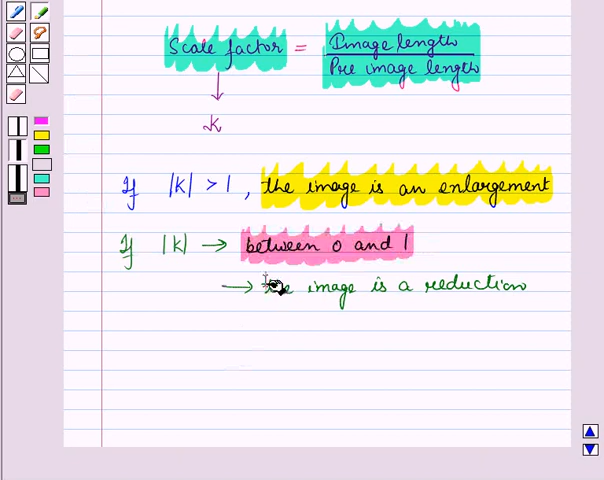 Scale factor = Image length
Pre image length
K
If |K| > 1, the image is an enlargement
If |K| → between 0 and 1
→ the image is a reduction